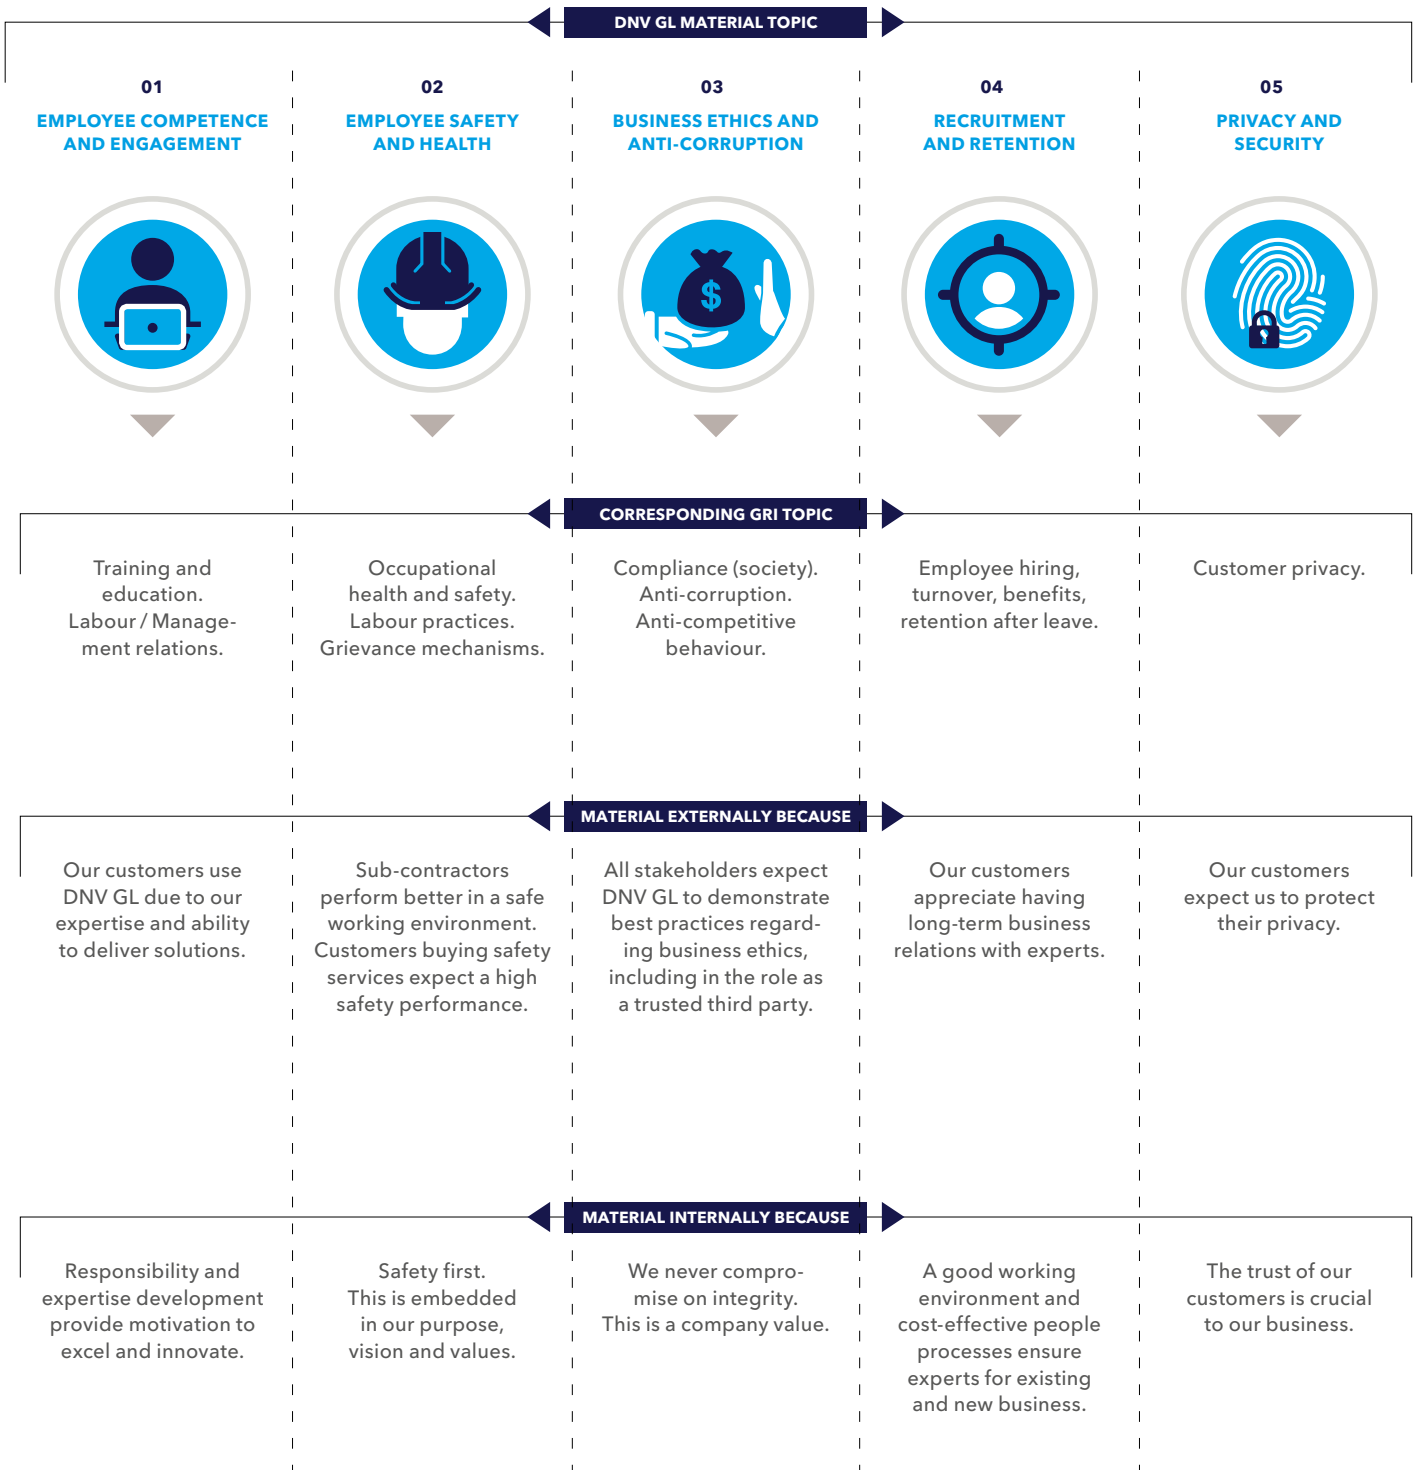 DNV GL MATERIAL TOPIC
01
EMPLOYEE COMPETENCE
AND ENGAGEMENT
02
EMPLOYEE SAFETY
AND HEALTH
03
BUSINESS ETHICS AND
ANTI-CORRUPTION
04
RECRUITMENT
AND RETENTION
05
PRIVACY AND
SECURITY
$
CORRESPONDING GRI TOPIC
Training and
education.
Labour / Manage-
ment relations.
Occupational
health and safety.
Labour practices.
Grievance mechanisms.
Compliance (society).
Anti-corruption.
Anti-competitive
behaviour.
Employee hiring,
turnover, benefits,
retention after leave.
Customer privacy.
MATERIAL EXTERNALLY BECAUSE
Our customers use
DNV GL due to our
expertise and ability
to deliver solutions.
Sub-contractors
perform better in a safe
working environment.
Customers buying safety
services expect a high
safety performance.
All stakeholders expect
DNV GL to demonstrate
best practices regard-
ing business ethics,
including in the role as
a trusted third party.
Our customers
appreciate having
long-term business
relations with experts.
Our customers
expect us to protect
their privacy.
MATERIAL INTERNALLY BECAUSE
Responsibility and
expertise development
provide motivation to
excel and innovate.
Safety first.
This is embedded
in our purpose,
vision and values.
We never compro-
mise on integrity.
This is a company value.
A good working
environment and
cost-effective people
processes ensure
experts for existing
and new business.
The trust of our
customers is crucial
to our business.